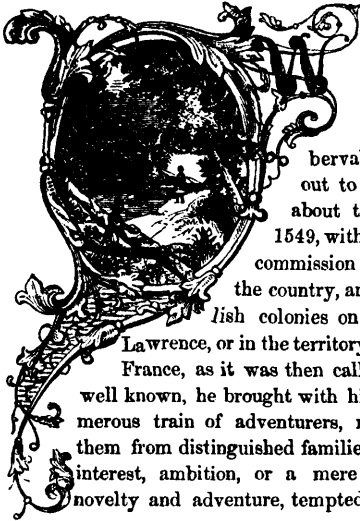 W
berva
out to
about t
1549, with
commission
the country, an
lish colonies on
Lawrence, or in the territory
France, as it was then call
well known, he brought with hi
merous train of adventurers,
them from distinguished familie
interest, ambition, or a mere
novelty and adventure, tempted